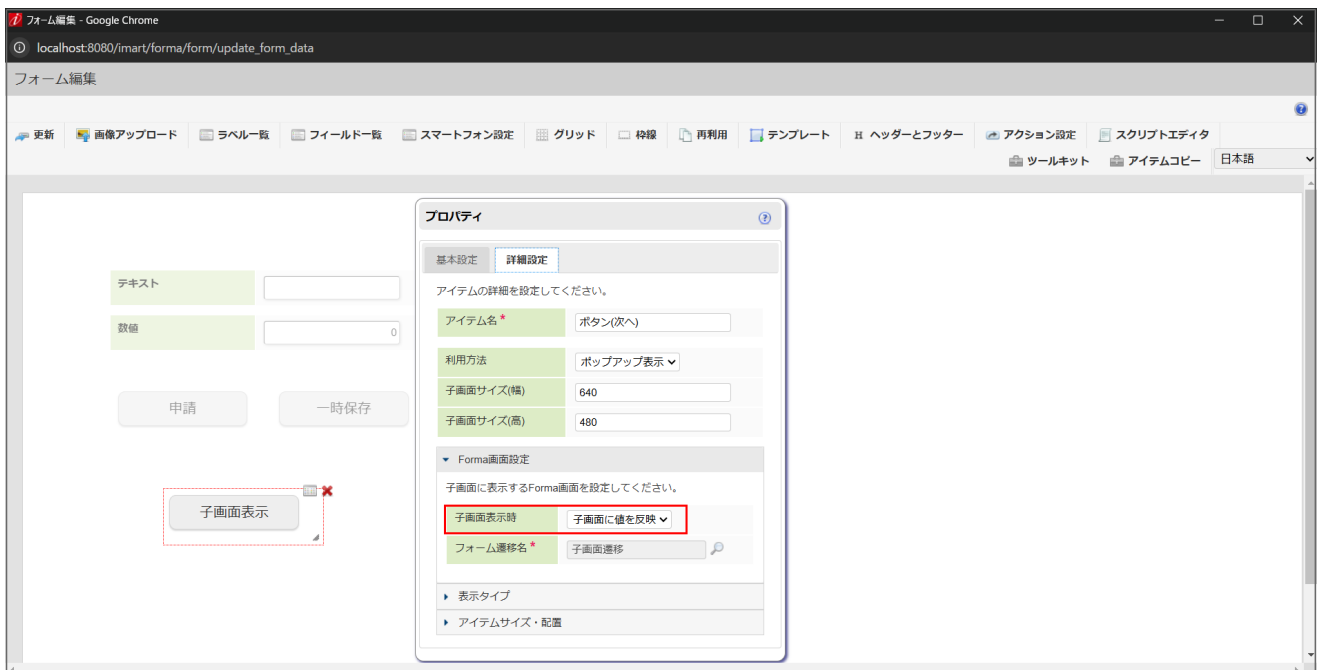 フォーム編集 - Google Chrome
localhost:8080/imart/forma/form/update_form_data
フォーム編集
更新 画像アップロード ラベル一覧 フィールド一覧 スマートフォン設定 グリッド 枠線 再利用 テンプレート H ヘッダーとフッター アクション設定 スクリプトエディタ
ツールキット アイテムコピー 日本語
プロパティ
基本設定 詳細設定
アイテムの詳細を設定してください。
アイテム名* ボタン(次へ)
利用方法 ポップアップ表示
子画面サイズ(幅) 640
子画面サイズ(高) 480
Forma画面設定
子画面に表示するForma画面を設定してください。
子画面表示時 子画面に値を反映
フォーム遷移名* 子画面遷移
表示タイプ
アイテムサイズ・配置
テキスト
数値 0
申請 一時保存
子画面表示